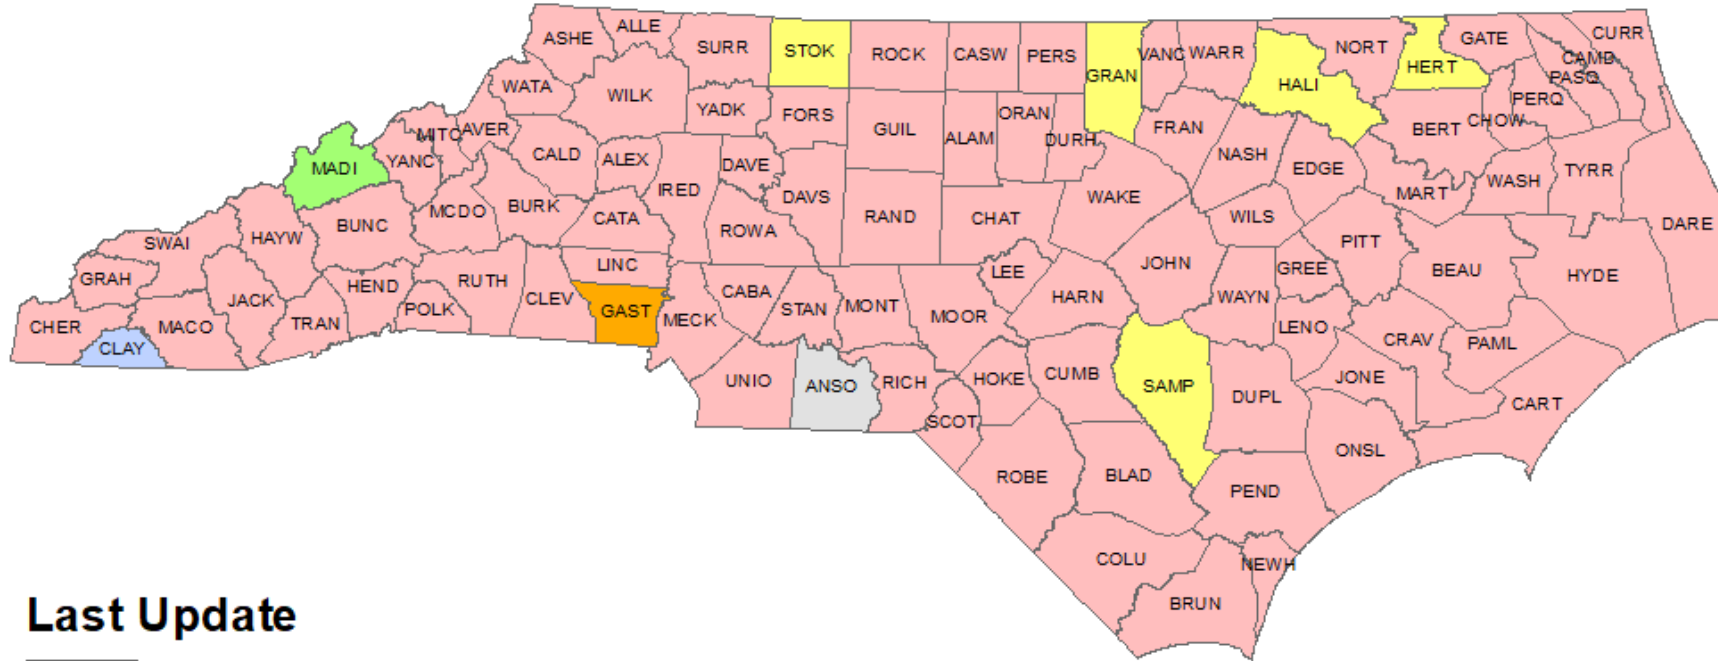 ASHE
ALLE
SURR
STOK
ROCK
CASW
PERS
GRAN
VANC
WARR
HALI
NORT
HERT
GATE
CURR
CAMD
PASQ
PERQ
CHOW
WATA
WILK
YADK
FORS
GUIL
ALAM
ORAN
DURH
FRAN
NASH
EDGE
BERT
MART
WASH
TYRR
DARE
MADI
YANC
MITC
AVER
CALD
ALEX
IRED
DAVE
DAVS
RAND
CHAT
WAKE
WILS
PITT
BEAU
HYDE
SWAI
HAYW
BUNC
MCDO
BURK
CATA
ROWA
LEE
JOHN
GREE
GRAH
JACK
HEND
RUTH
LINC
CABA
STAN
MONT
MOOR
HARN
WAYN
LENO
CRAV
PAML
CHER
CLAY
MACO
TRAN
POLK
CLEV
GAST
MECK
UNIO
ANSO
RICH
HOKE
CUMB
SAMP
DUPL
JONE
CART
SCOT
ROBE
BLAD
PEND
ONSL
COLU
NEWH
BRUN
Last Update